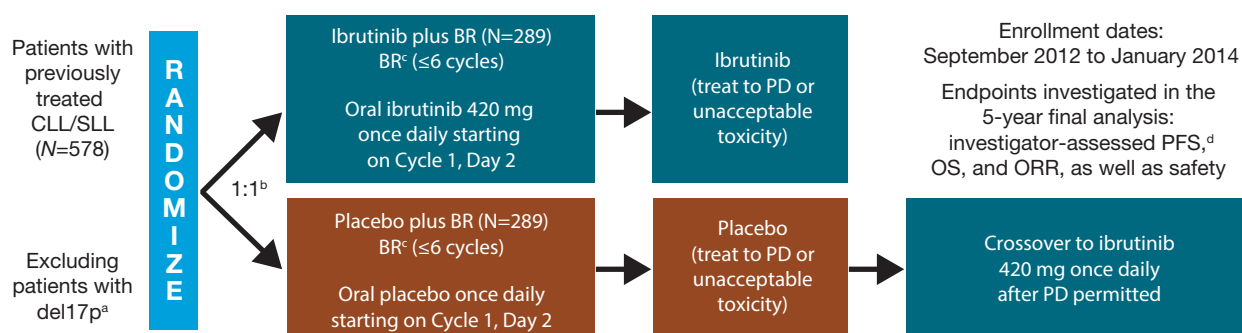 Patients with
previously
treated
CLL/SLL
(N=578)
Excluding
patients with
del17pᵃ
RANDOMIZE
1:1ᵇ
Ibrutinib plus BR (N=289)
BRᶜ (≤6 cycles)
Oral ibrutinib 420 mg
once daily starting
on Cycle 1, Day 2
Ibrutinib
(treat to PD or
unacceptable
toxicity)
Enrollment dates:
September 2012 to January 2014
Endpoints investigated in the
5-year final analysis:
investigator-assessed PFS,ᵈ
OS, and ORR, as well as safety
Placebo plus BR (N=289)
BRᶜ (≤6 cycles)
Oral placebo once daily
starting on Cycle 1, Day 2
Placebo
(treat to PD or
unacceptable
toxicity)
Crossover to ibrutinib
420 mg once daily
after PD permitted